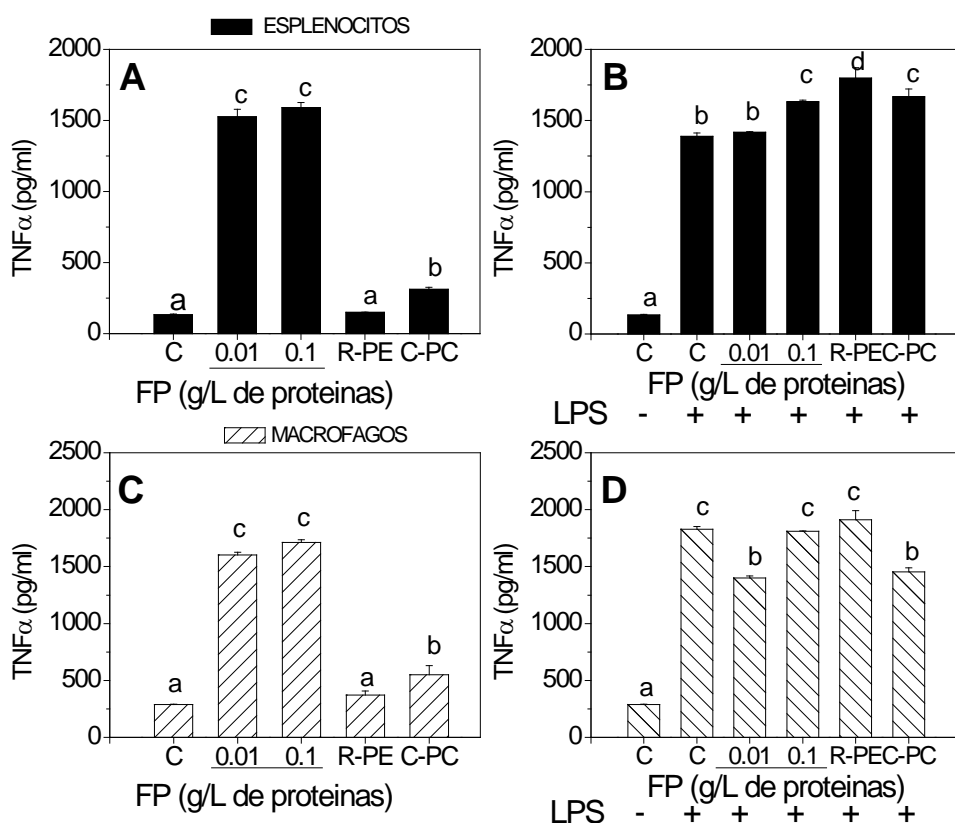 ESPLENOCITOS
A
2000
1500
1000
500
0
TNFα (pg/ml)
a
c
c
a
b
C 0.01 0.1 R-PE C-PC
FP (g/L de proteinas)
B
2000
1500
1000
500
0
TNFα (pg/ml)
a
b
b
c
d
c
C C 0.01 0.1 R-PE C-PC
FP (g/L de proteinas)
LPS - + + + + +
MACROFAGOS
C
2500
2000
1500
1000
500
0
TNFα (pg/ml)
a
c
c
a
b
C 0.01 0.1 R-PE C-PC
FP (g/L de proteinas)
D
2500
2000
1500
1000
500
0
TNFα (pg/ml)
a
c
b
c
c
b
C C 0.01 0.1 R-PE C-PC
FP (g/L de proteinas)
LPS - + + + + +